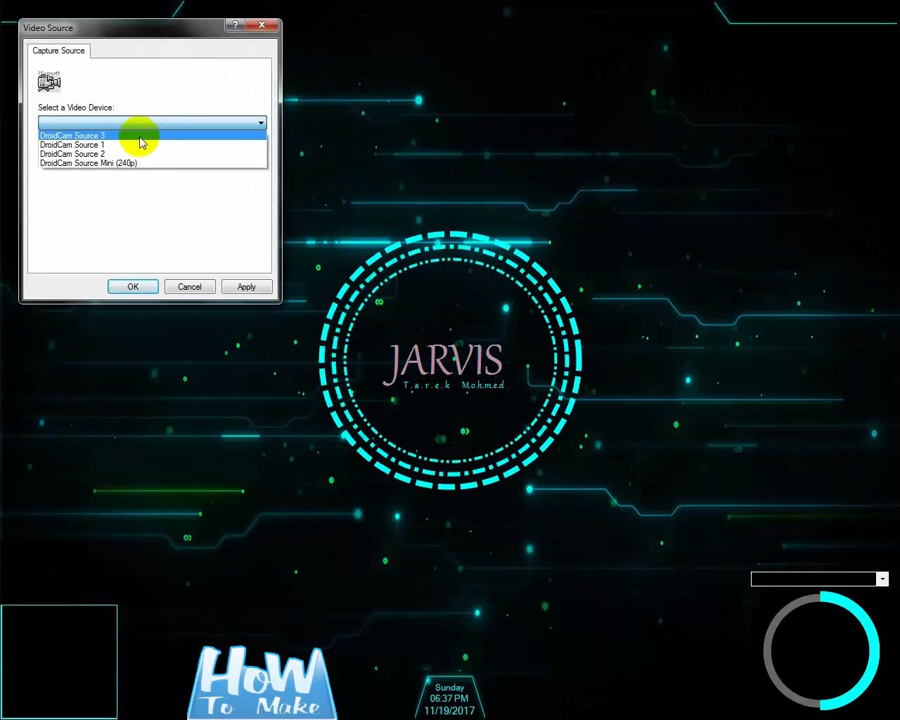 Video Source
Capture Source
Microsoft
Select a Video Device:
DroidCam Source 3
DroidCam Source 1
DroidCam Source 2
DroidCam Source Mini (240p)
OK
Cancel
Apply
JARVIS
T.a.r.e.k Mohmed
HoW
To Make
Sunday
06:37 PM
11/19/2017